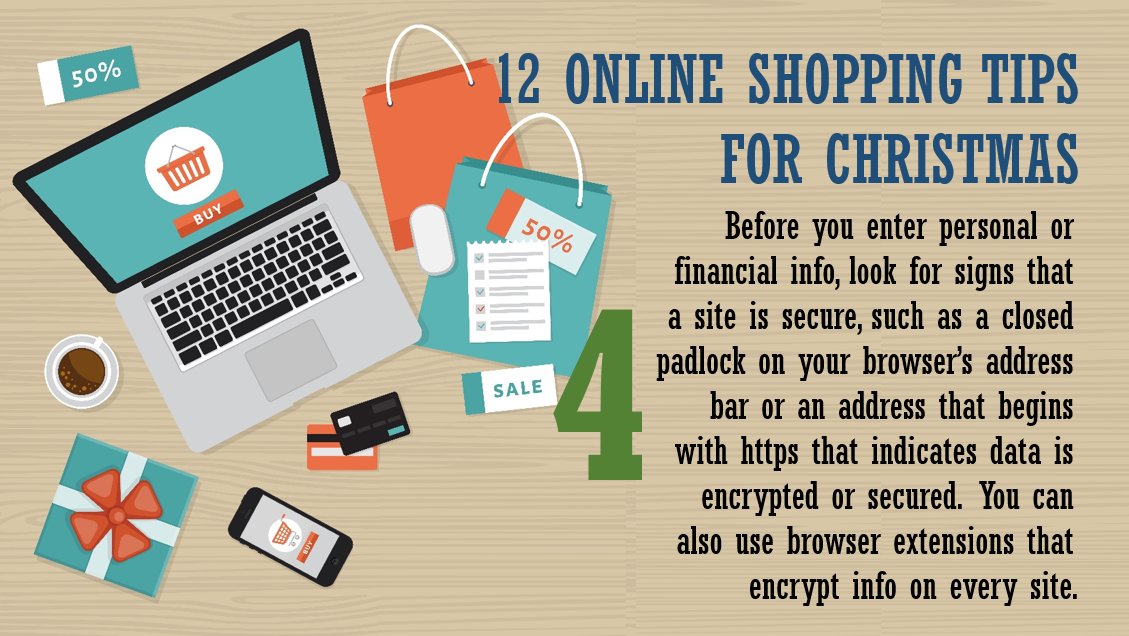 12 ONLINE SHOPPING TIPS
FOR CHRISTMAS
50%
BUY
50%
SALE
BUY
4
Before you enter personal or
financial info, look for signs that
a site is secure, such as a closed
padlock on your browser's address
bar or an address that begins
with https that indicates data is
encrypted or secured. You can
also use browser extensions that
encrypt info on every site.